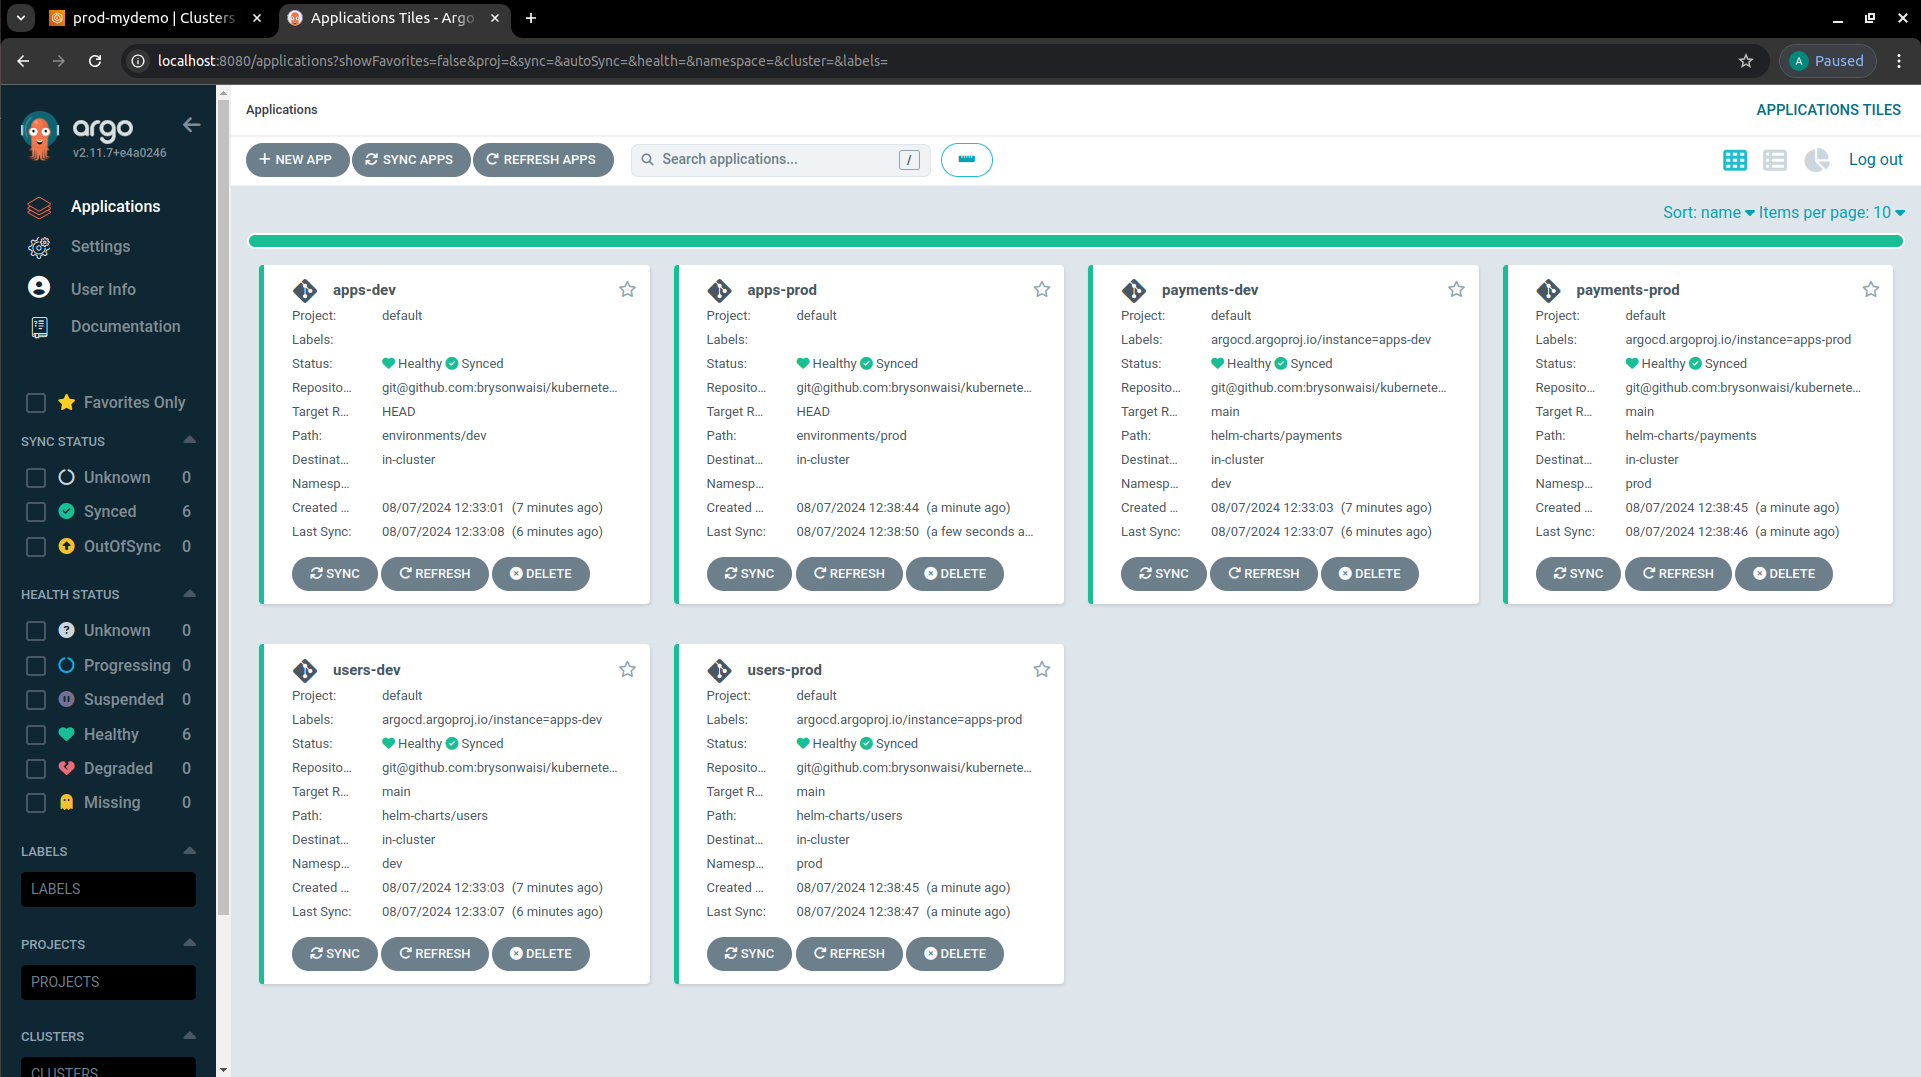 prod-mydemo | Clusters
Applications Tiles - Argo
localhost:8080/applications?showFavorites=false&proj=&sync=&autoSync=&health=&namespace=&cluster=&labels=
A Paused
argo
v2.11.7+e4a0246
Applications
Settings
User Info
Documentation
Favorites Only
SYNC STATUS
Unknown 0
Synced 6
OutOfSync 0
HEALTH STATUS
Unknown 0
Progressing 0
Suspended 0
Healthy 6
Degraded 0
Missing 0
LABELS
LABELS
PROJECTS
PROJECTS
CLUSTERS
CLUSTERS
Applications
APPLICATIONS TILES
+ NEW APP SYNC APPS REFRESH APPS Search applications... /
Log out
Sort: name Items per page: 10
apps-dev
Project: default
Labels:
Status: Healthy Synced
Reposito... git@github.com:brysonwaisi/kubernete...
Target R... HEAD
Path: environments/dev
Destinat... in-cluster
Namesp...
Created ... 08/07/2024 12:33:01 (7 minutes ago)
Last Sync: 08/07/2024 12:33:08 (6 minutes ago)
SYNC REFRESH DELETE
apps-prod
Project: default
Labels:
Status: Healthy Synced
Reposito... git@github.com:brysonwaisi/kubernete...
Target R... HEAD
Path: environments/prod
Destinat... in-cluster
Namesp...
Created ... 08/07/2024 12:38:44 (a minute ago)
Last Sync: 08/07/2024 12:38:50 (a few seconds a...
SYNC REFRESH DELETE
payments-dev
Project: default
Labels: argocd.argoproj.io/instance=apps-dev
Status: Healthy Synced
Reposito... git@github.com:brysonwaisi/kubernete...
Target R... main
Path: helm-charts/payments
Destinat... in-cluster
Namesp... dev
Created ... 08/07/2024 12:33:03 (7 minutes ago)
Last Sync: 08/07/2024 12:33:07 (6 minutes ago)
SYNC REFRESH DELETE
payments-prod
Project: default
Labels: argocd.argoproj.io/instance=apps-prod
Status: Healthy Synced
Reposito... git@github.com:brysonwaisi/kubernete...
Target R... main
Path: helm-charts/payments
Destinat... in-cluster
Namesp... prod
Created ... 08/07/2024 12:38:45 (a minute ago)
Last Sync: 08/07/2024 12:38:46 (a minute ago)
SYNC REFRESH DELETE
users-dev
Project: default
Labels: argocd.argoproj.io/instance=apps-dev
Status: Healthy Synced
Reposito... git@github.com:brysonwaisi/kubernete...
Target R... main
Path: helm-charts/users
Destinat... in-cluster
Namesp... dev
Created ... 08/07/2024 12:33:03 (7 minutes ago)
Last Sync: 08/07/2024 12:33:07 (6 minutes ago)
SYNC REFRESH DELETE
users-prod
Project: default
Labels: argocd.argoproj.io/instance=apps-prod
Status: Healthy Synced
Reposito... git@github.com:brysonwaisi/kubernete...
Target R... main
Path: helm-charts/users
Destinat... in-cluster
Namesp... prod
Created ... 08/07/2024 12:38:45 (a minute ago)
Last Sync: 08/07/2024 12:38:47 (a minute ago)
SYNC REFRESH DELETE